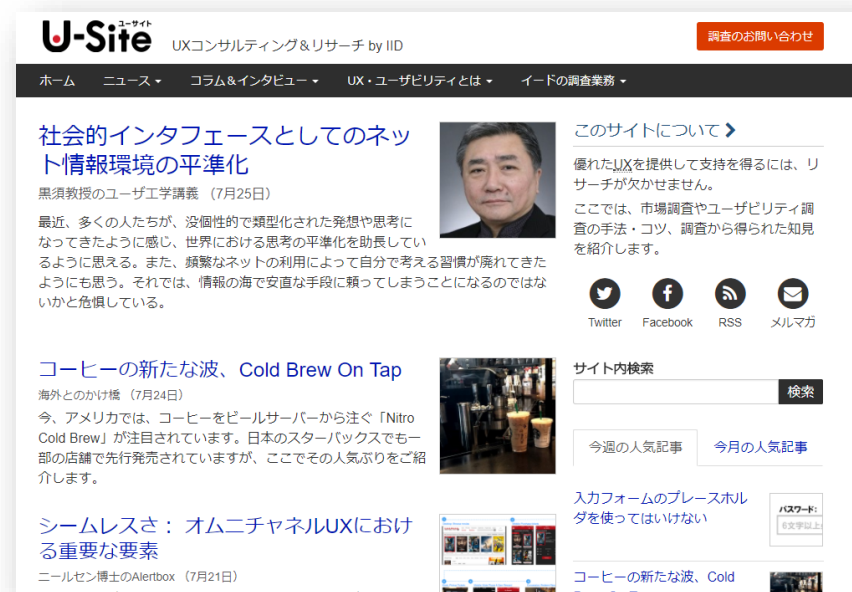 U-Site
ユーサイト
UXコンサルティング＆リサーチ by IID
調査のお問い合わせ
ホーム ニュース コラム＆インタビュー UX・ユーザビリティとは イードの調査業務
社会的インタフェースとしてのネッ
ト情報環境の平準化
黒須教授のユーザ工学講義 （7月25日）
最近、多くの人たちが、没個性的で類型化された発想や思考に
なってきたように感じ、世界における思考の平準化を助長してい
るように思える。また、頻繁なネットの利用によって自分で考える習慣が廃れてきた
ようにも思う。それでは、情報の海で安直な手段に頼ってしまうことになるのではな
いかと危惧している。
コーヒーの新たな波、Cold Brew On Tap
海外とのかけ橋 （7月24日）
今、アメリカでは、コーヒーをビールサーバーから注ぐ「Nitro
Cold Brew」が注目されています。日本のスターバックスでも一
部の店舗で先行発売されていますが、ここでその人気ぶりをご紹
介します。
シームレスさ： オムニチャネルUXにおけ
る重要な要素
ニールセン博士のAlertbox （7月21日）
このサイトについて
優れたUXを提供して支持を得るには、リ
サーチが欠かせません。
ここでは、市場調査やユーザビリティ調
査の手法・コツ、調査から得られた知見
を紹介します。
Twitter Facebook RSS メルマガ
サイト内検索
検索
今週の人気記事 今月の人気記事
入力フォームのプレースホル
ダを使ってはいけない
パスワード:
6文字以上
コーヒーの新たな波、Cold